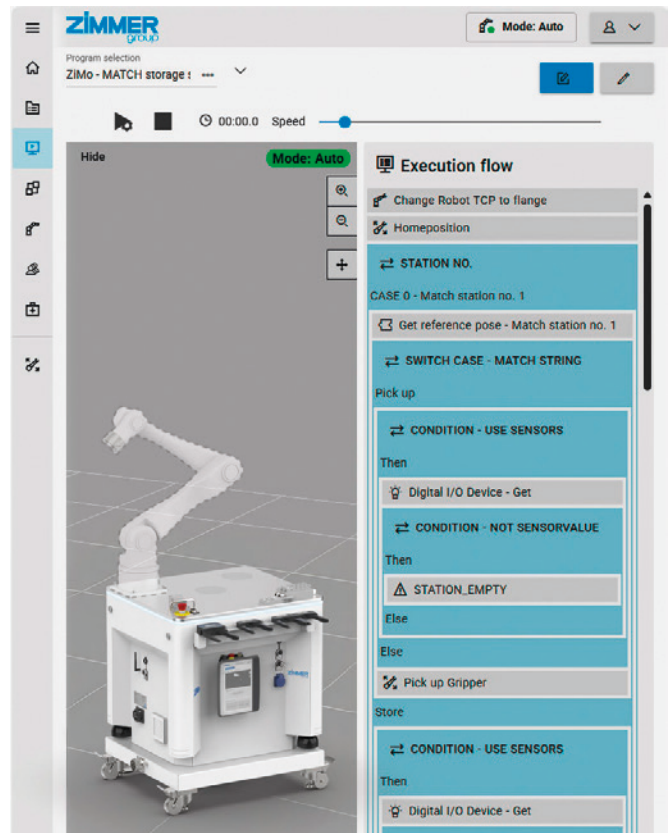 ZIMMER
group
Mode: Auto
Program selection
ZiMo - MATCH storage s ...
00:00.0 Speed
Hide
Mode: Auto
Execution flow
Change Robot TCP to flange
Homeposition
STATION NO.
CASE 0 - Match station no. 1
Get reference pose - Match station no. 1
SWITCH CASE - MATCH STRING
Pick up
CONDITION - USE SENSORS
Then
Digital I/O Device - Get
CONDITION - NOT SENSORVALUE
Then
STATION_EMPTY
Else
Else
Pick up Gripper
Store
CONDITION - USE SENSORS
Then
Digital I/O Device - Get
ZIMMER